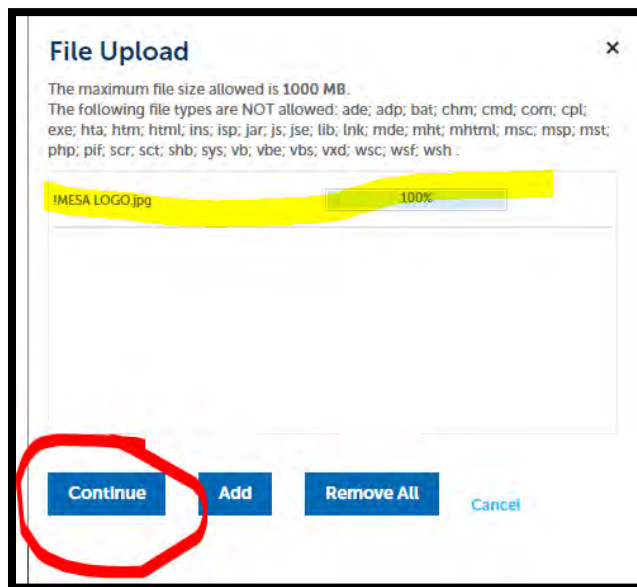 File Upload ×
The maximum file size allowed is 1000 MB.
The following file types are NOT allowed: ade; adp; bat; chm; cmd; com; cpl;
exe; hta; htm; html; ins; isp; jar; js; jse; lib; lnk; mde; mht; mhtml; msc; msp; mst;
php; pif; scr; sct; shb; sys; vb; vbe; vbs; vxd; wsc; wsf; wsh .
!MESA LOGO.jpg 100%
Continue Add Remove All Cancel